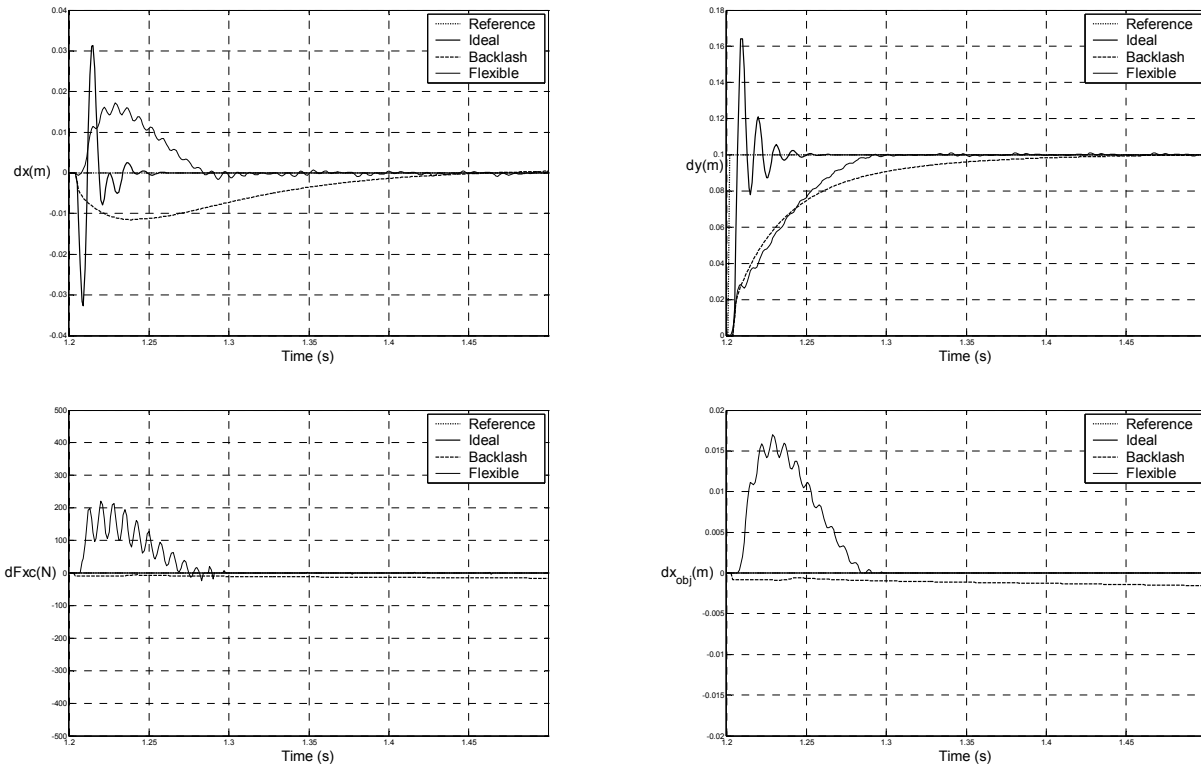 0.04
0.03
0.02
0.01
0
-0.01
-0.02
-0.03
-0.04
dx(m)
1.2
1.25
1.3
1.35
1.4
1.45
Time (s)
Reference
Ideal
Backlash
Flexible
0.18
0.16
0.14
0.12
0.1
0.08
0.06
0.04
0.02
0
dy(m)
1.2
1.25
1.3
1.35
1.4
1.45
Time (s)
Reference
Ideal
Backlash
Flexible
500
400
300
200
100
0
-100
-200
-300
-400
-500
dFxc(N)
1.2
1.25
1.3
1.35
1.4
1.45
Time (s)
Reference
Ideal
Backlash
Flexible
0.02
0.015
0.01
0.005
0
-0.005
-0.01
-0.015
-0.02
dxobj(m)
1.2
1.25
1.3
1.35
1.4
1.45
Time (s)
Reference
Ideal
Backlash
Flexible